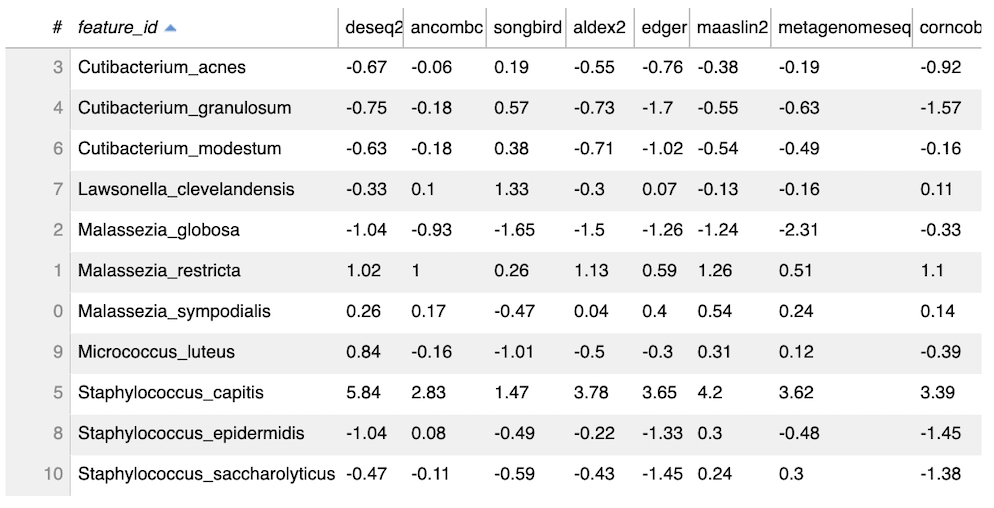 # feature_id deseq2 ancombc songbird aldex2 edger maaslin2 metagenomeseq corncob
3 Cutibacterium_acnes -0.67 -0.06 0.19 -0.55 -0.76 -0.38 -0.19 -0.92
4 Cutibacterium_granulosum -0.75 -0.18 0.57 -0.73 -1.7 -0.55 -0.63 -1.57
6 Cutibacterium_modestum -0.63 -0.18 0.38 -0.71 -1.02 -0.54 -0.49 -0.16
7 Lawsonella_clevelandensis -0.33 0.1 1.33 -0.3 0.07 -0.13 -0.16 0.11
2 Malassezia_globosa -1.04 -0.93 -1.65 -1.5 -1.26 -1.24 -2.31 -0.33
1 Malassezia_restricta 1.02 1 0.26 1.13 0.59 1.26 0.51 1.1
0 Malassezia_sympodialis 0.26 0.17 -0.47 0.04 0.4 0.54 0.24 0.14
9 Micrococcus_luteus 0.84 -0.16 -1.01 -0.5 -0.3 0.31 0.12 -0.39
5 Staphylococcus_capitis 5.84 2.83 1.47 3.78 3.65 4.2 3.62 3.39
8 Staphylococcus_epidermidis -1.04 0.08 -0.49 -0.22 -1.33 0.3 -0.48 -1.45
10 Staphylococcus_saccharolyticus -0.47 -0.11 -0.59 -0.43 -1.45 0.24 0.3 -1.38